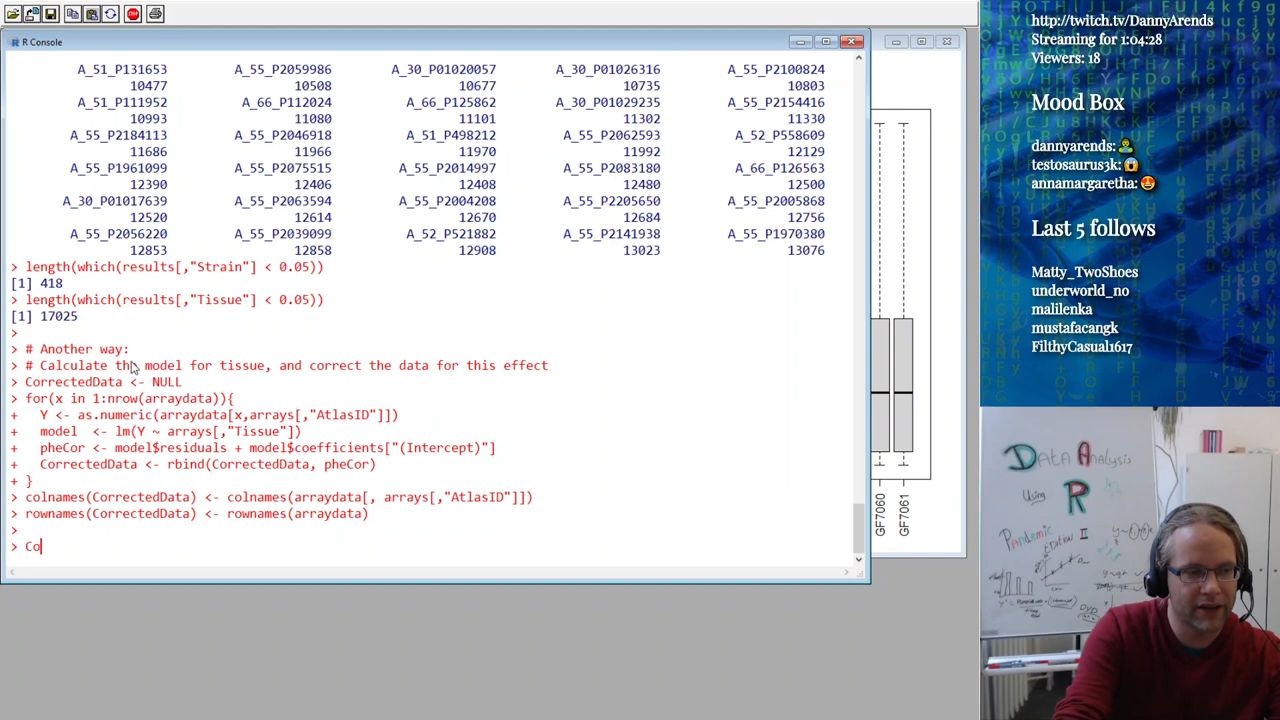 R Console
A_51_P131653 A_55_P2059986 A_30_P01020057 A_30_P01026316 A_55_P2100824
10477 10508 10677 10735 10803
A_51_P111952 A_66_P112024 A_66_P125862 A_30_P01029235 A_55_P2154416
10993 11080 11101 11302 11330
A_55_P2184113 A_55_P2046918 A_51_P498212 A_55_P2062593 A_52_P558609
11686 11966 11970 11992 12129
A_55_P1961099 A_55_P2075515 A_55_P2014997 A_55_P2083180 A_66_P126563
12390 12406 12408 12480 12500
A_30_P01017639 A_55_P2063594 A_55_P2004208 A_55_P2205650 A_55_P2005868
12520 12614 12670 12684 12756
A_55_P2056220 A_55_P2039099 A_52_P521882 A_55_P2141938 A_55_P1970380
12853 12858 12908 13023 13076
> length(which(results[,"Strain"] < 0.05))
[1] 418
> length(which(results[,"Tissue"] < 0.05))
[1] 17025
>
> # Another way:
> # Calculate the model for tissue, and correct the data for this effect
> CorrectedData <- NULL
> for(x in 1:nrow(arraydata)){
+ Y <- as.numeric(arraydata[x,arrays[,"AtlasID"]])
+ model <- lm(Y ~ arrays[,"Tissue"])
+ pheCor <- model$residuals + model$coefficients["(Intercept)"]
+ CorrectedData <- rbind(CorrectedData, pheCor)
+ }
> colnames(CorrectedData) <- colnames(arraydata[, arrays[,"AtlasID"]])
> rownames(CorrectedData) <- rownames(arraydata)
>
> Co
GF7060
GF7061
http://twitch.tv/DannyArends
Streaming for 1:04:28
Viewers: 18
Mood Box
dannyarends:
testosaurus3k:
annamargaretha:
Last 5 follows
Matty_TwoShoes
underworld_no
malilenka
mustafacangk
FilthyCasual1617
DATA ANALYSIS
Using
R
Pandemic
EDITION II